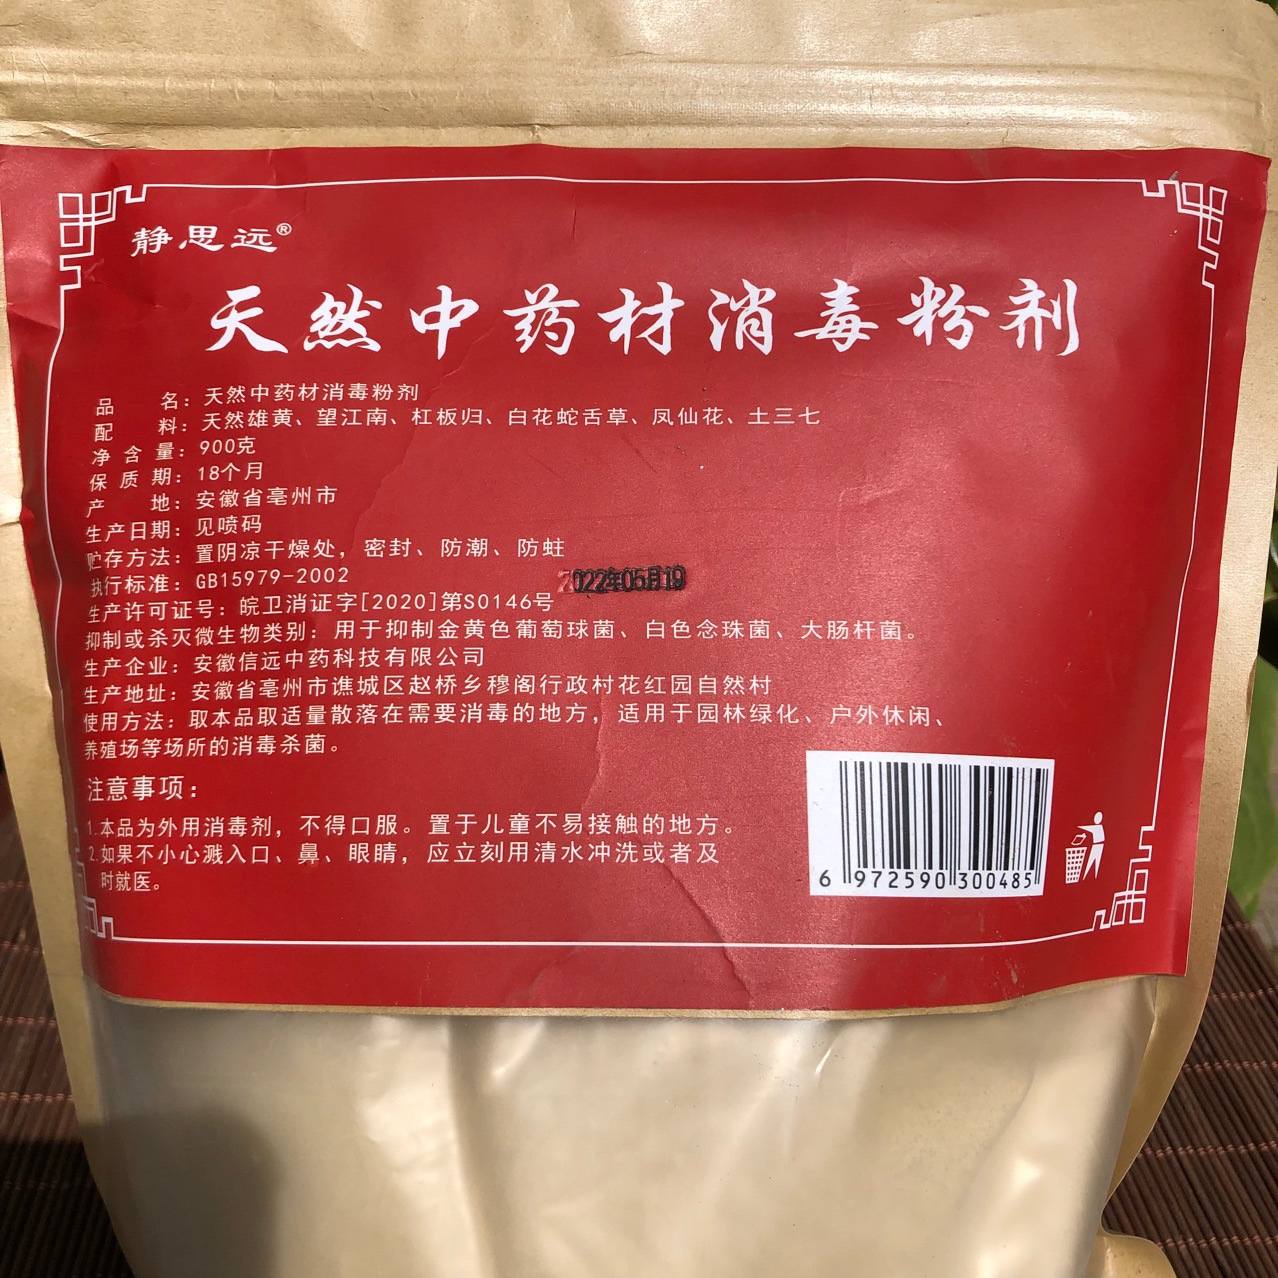 静思远®
天然中药材消毒粉剂
品 名：天然中药材消毒粉剂
配 料：天然雄黄、望江南、杠板归、白花蛇舌草、凤仙花、土三七
净含量：900克
保质期：18个月
产 地：安徽省亳州市
生产日期：见喷码
贮存方法：置阴凉干燥处，密封、防潮、防蛀
执行标准：GB15979-2002
2022年05月19
生产许可证号：皖卫消证字[2020]第S0146号
抑制或杀灭微生物类别：用于抑制金黄色葡萄球菌、白色念珠菌、大肠杆菌。
生产企业：安徽信远中药科技有限公司
生产地址：安徽省亳州市谯城区赵桥乡穆阁行政村花红园自然村
使用方法：取本品取适量散落在需要消毒的地方，适用于园林绿化、户外休闲、
养殖场等场所的消毒杀菌。
注意事项：
1.本品为外用消毒剂，不得口服。置于儿童不易接触的地方。
2.如果不小心溅入口、鼻、眼睛，应立刻用清水冲洗或者及
时就医。
6 972590 300485